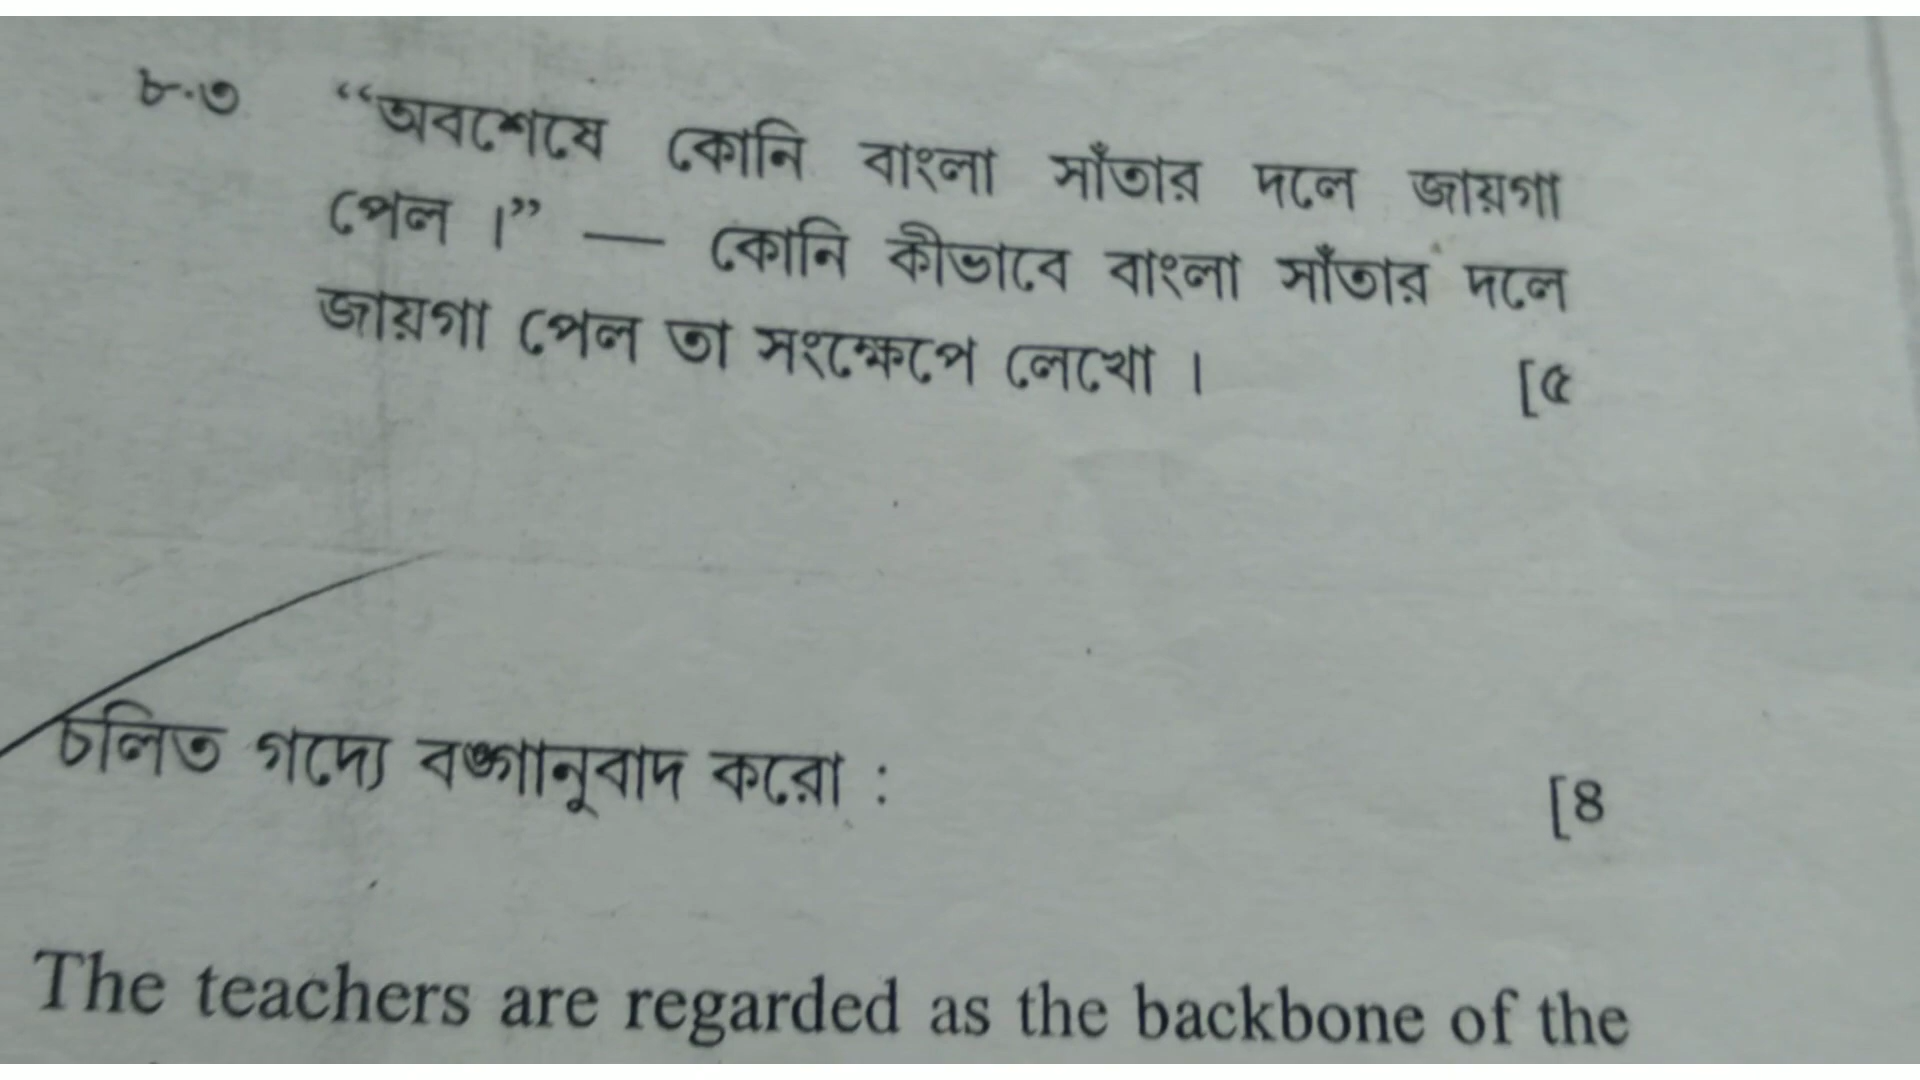 ৮.৩ “অবশেষে কোনি বাংলা সাঁতার দলে জায়গা
পেল ।” — কোনি কীভাবে বাংলা সাঁতার দলে
জায়গা পেল তা সংক্ষেপে লেখো । [৫
চলিত গদ্যে বঙ্গানুবাদ করো : [৪
The teachers are regarded as the backbone of the